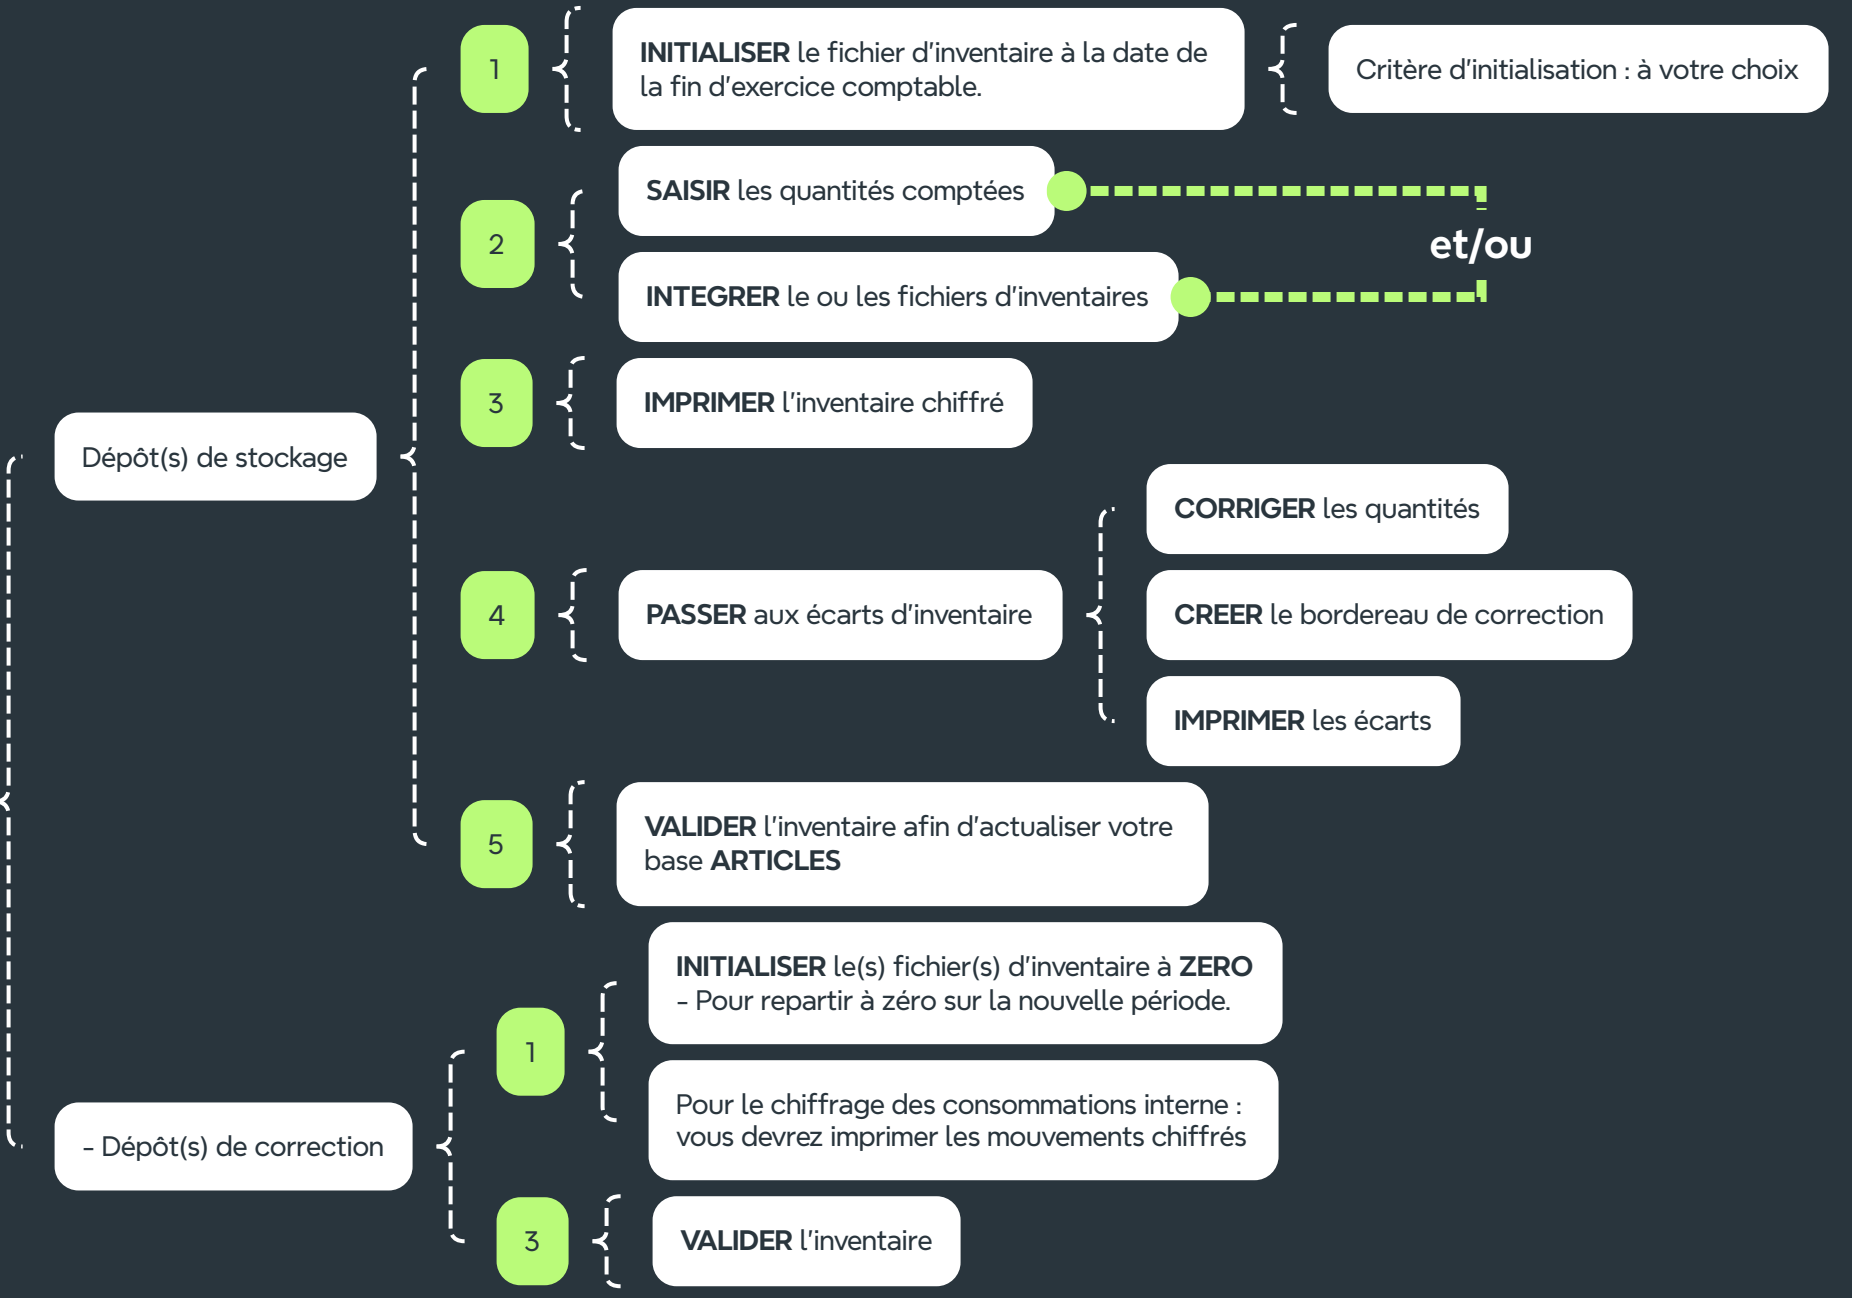 Dépôt(s) de stockage
1
INITIALISER le fichier d'inventaire à la date de
la fin d'exercice comptable.
Critère d'initialisation : à votre choix
2
SAISIR les quantités comptées
et/ou
INTEGRER le ou les fichiers d'inventaires
3
IMPRIMER l'inventaire chiffré
4
PASSER aux écarts d'inventaire
CORRIGER les quantités
CREER le bordereau de correction
IMPRIMER les écarts
5
VALIDER l'inventaire afin d'actualiser votre
base ARTICLES
- Dépôt(s) de correction
1
INITIALISER le(s) fichier(s) d'inventaire à ZERO
- Pour repartir à zéro sur la nouvelle période.
Pour le chiffrage des consommations interne :
vous devrez imprimer les mouvements chiffrés
3
VALIDER l'inventaire